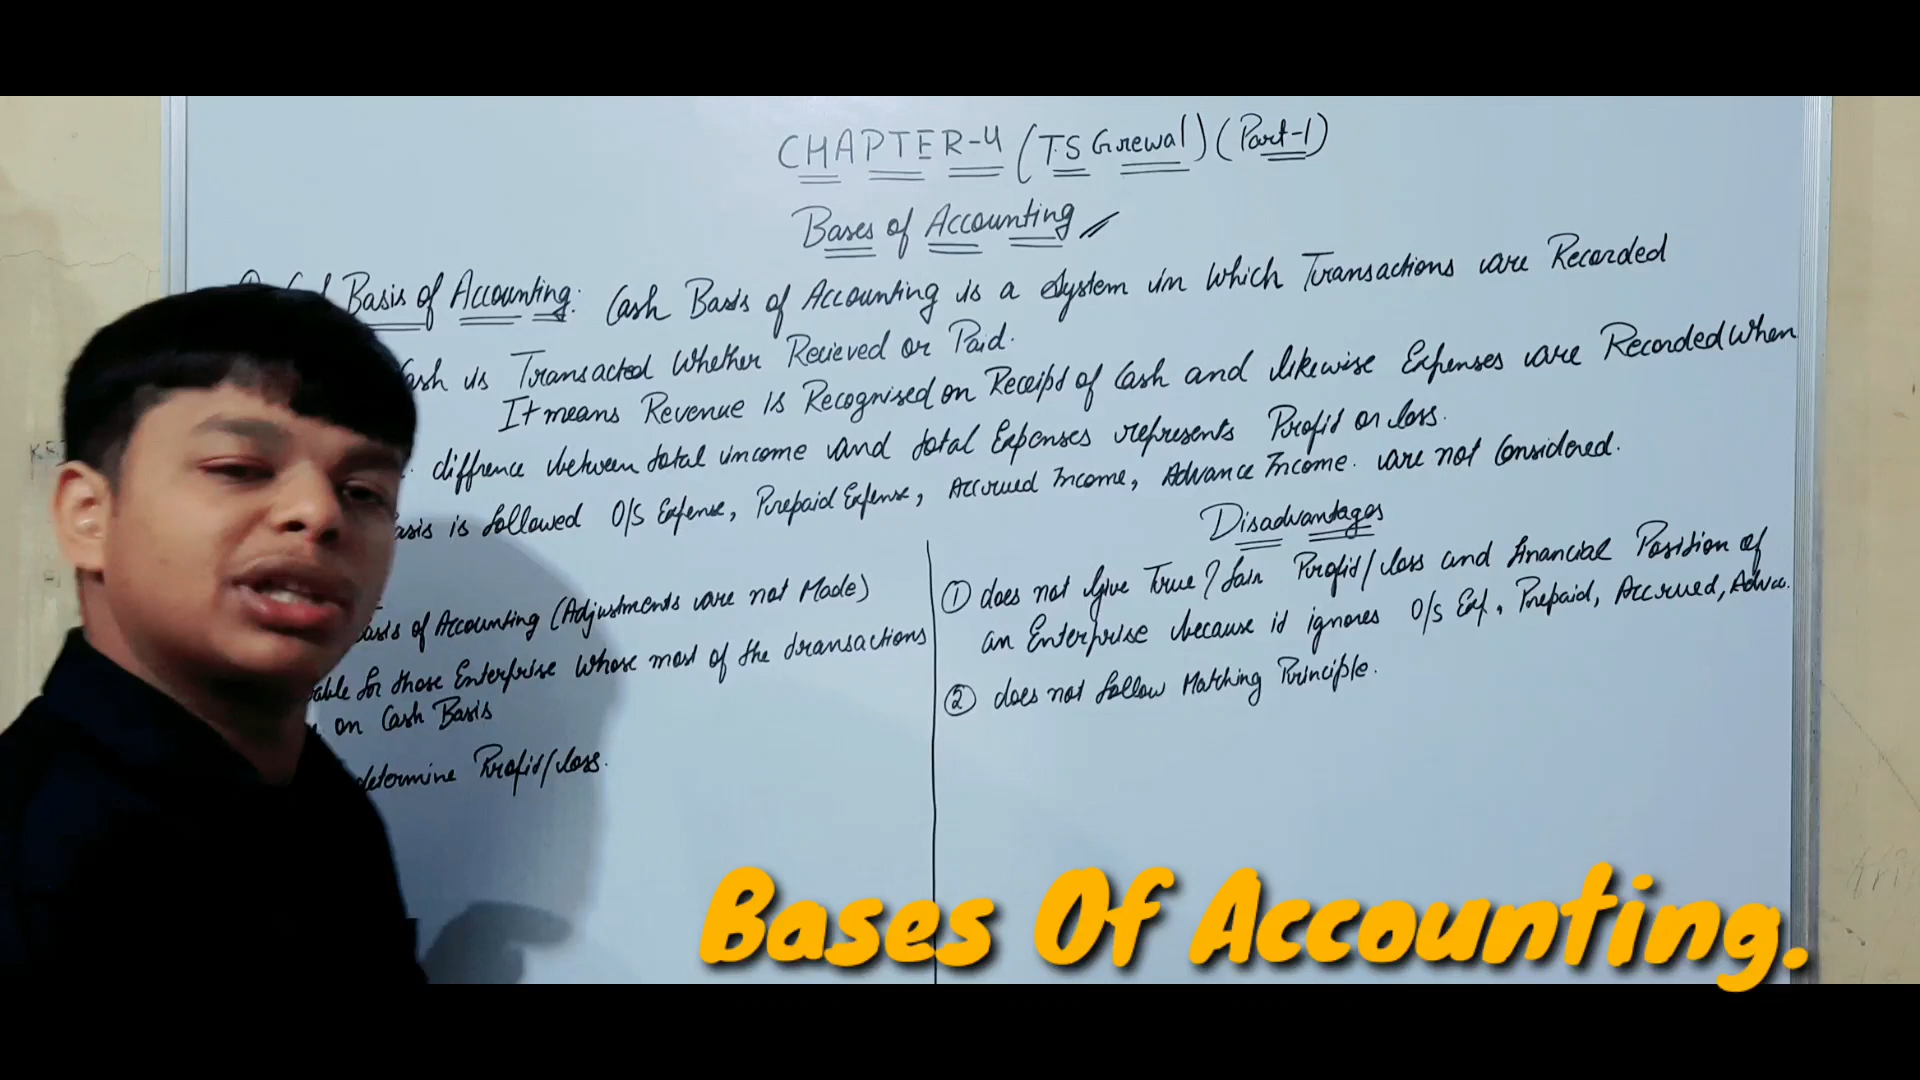 CHAPTER-4 (TS Grewal) (Part-1)
Bases of Accounting
Basis of Accounting: Cash Basis of Accounting is a System in Which Transactions are Recorded
Cash is Transacted Whether Recieved or Paid.
It means Revenue is Recognised on Receipt of Cash and likewise Expenses are Recorded When
diffrence between total income and total Expenses represents Profit or loss.
Basis is followed O/S Expense, Prepaid Expense, Accrued Income, Advance Income. are not Considered.
Basis of Accounting (Adjustments are not Made)
for those Enterprise Whose most of the transactions
on Cash Basis
determine Profit/loss.
Disadvantages
① does not give True / fair Profit/loss and financial Position of
an Enterprise because it ignores O/S Exp, Prepaid, Accrued, Advan.
② does not follow Matching Principle.
Bases Of Accounting.